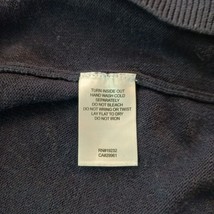 TURN INSIDE OUT
HAND WASH COLD
SEPARATELY
DO NOT BLEACH
DO NOT WRING OR TWIST
LAY FLAT TO DRY
DO NOT IRON